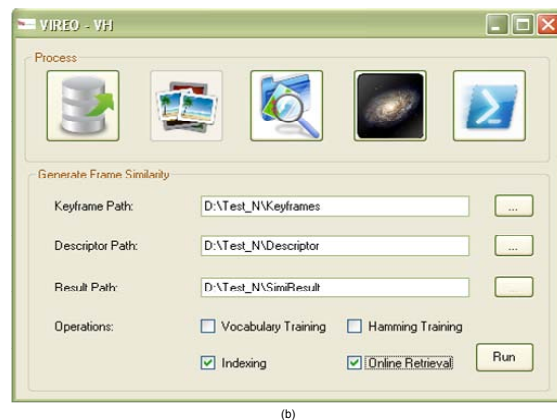 VIREO - VH
Process
Generate Frame Similarity
Keyframe Path: D:\Test_N\Keyframes ...
Descriptor Path: D:\Test_N\Descriptor ...
Result Path: D:\Test_N\SimiResult ...
Operations: Vocabulary Training Hamming Training
Indexing Online Retrieval Run
(b)